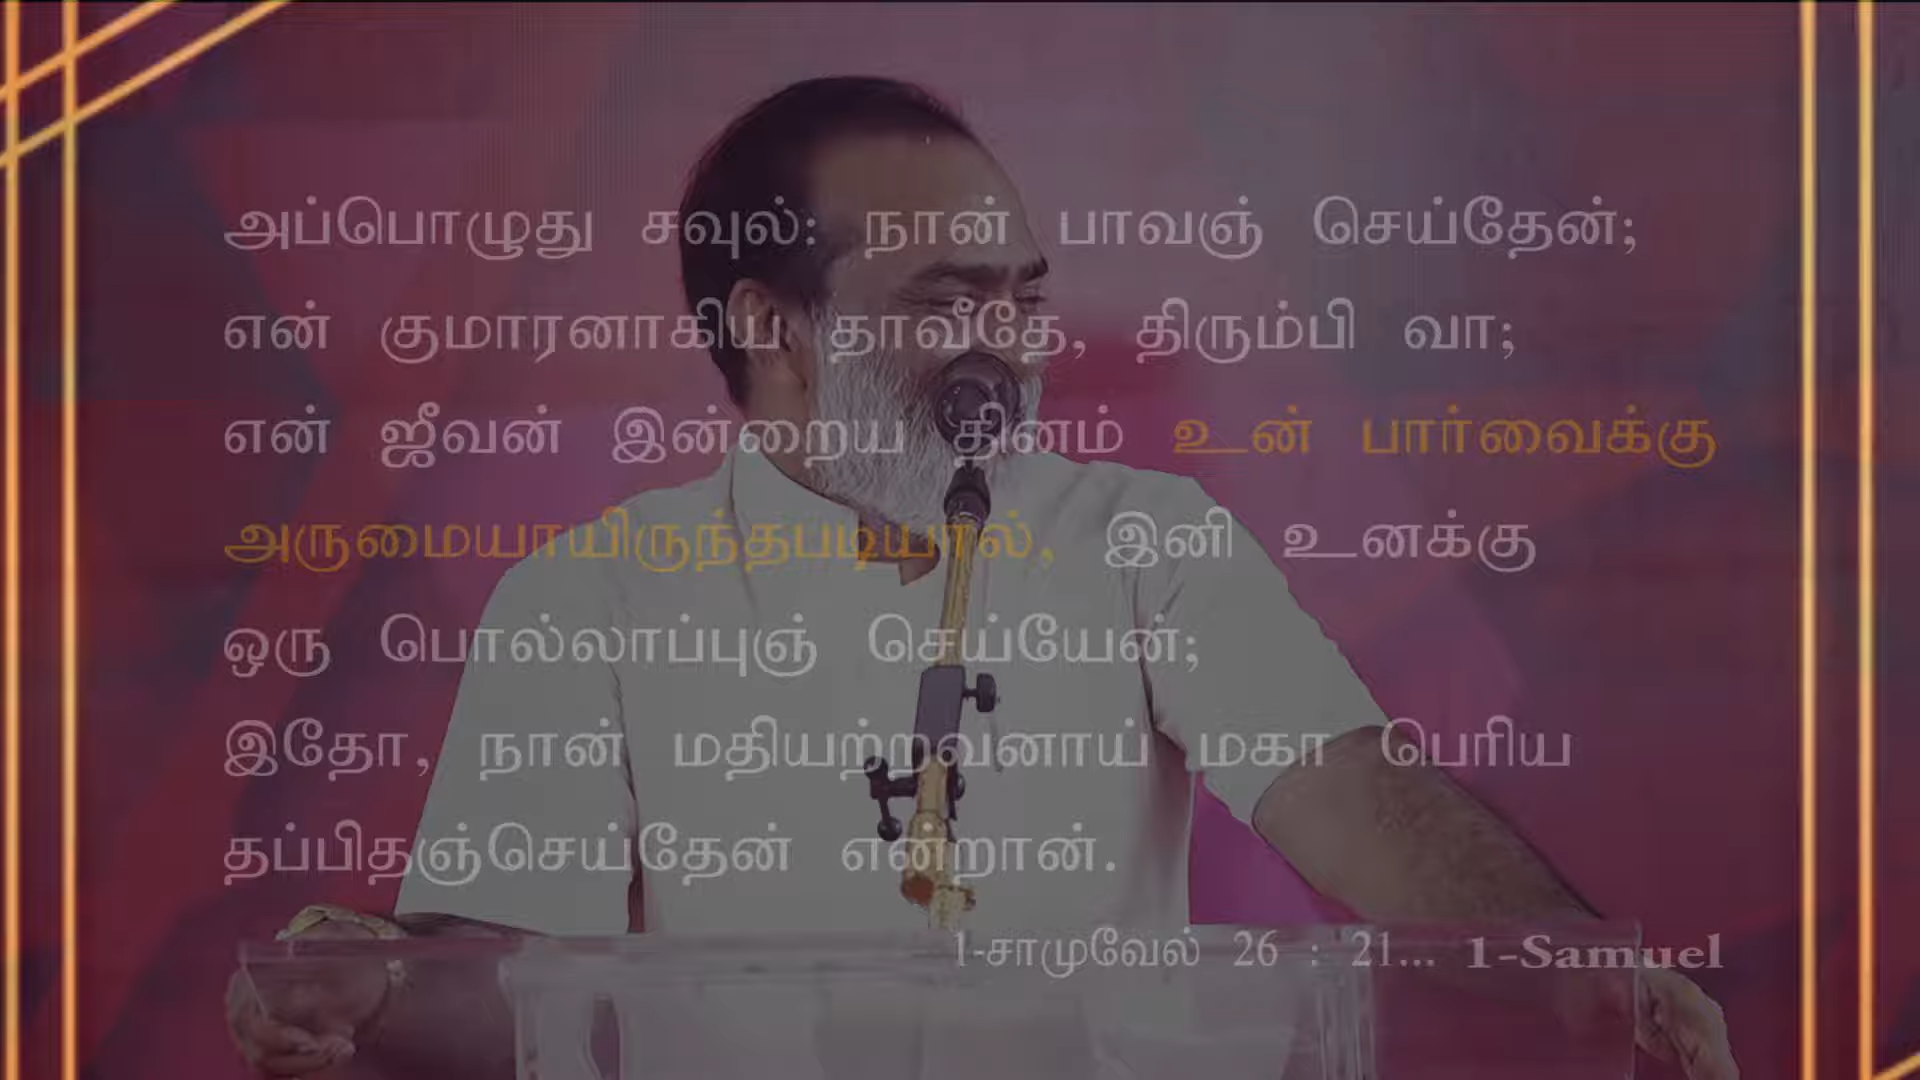 அப்பொழுது சவுல்: நான் பாவஞ் செய்தேன்;
என் குமாரனாகிய தாவீதே, திரும்பி வா;
என் ஜீவன் இன்றைய தினம் உன் பார்வைக்கு
அருமையாயிருந்தபடியால், இனி உனக்கு
ஒரு பொல்லாப்புஞ் செய்யேன்;
இதோ, நான் மதியற்றவனாய் மகா பெரிய
தப்பிதஞ்செய்தேன் என்றான்.
1-சாமுவேல் 26 : 21... 1-Samuel